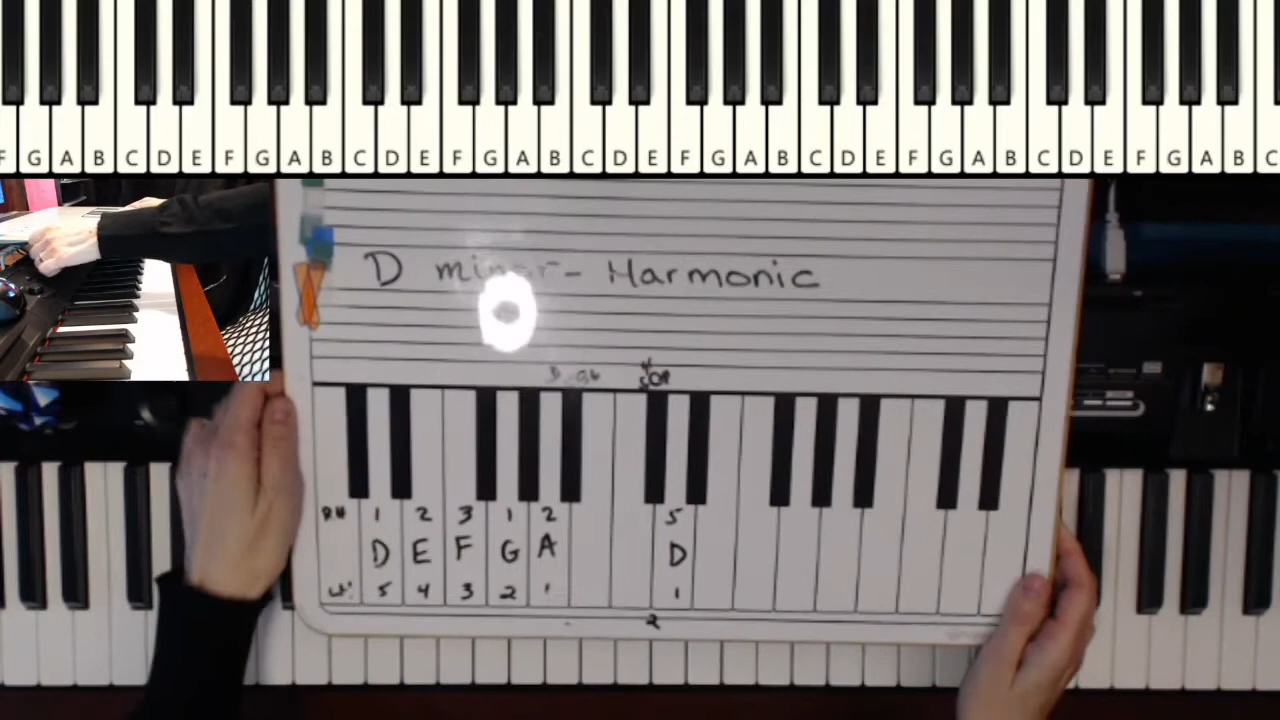 F G A B C D E F G A B C D E F G A B C D E F G A B C D E F G A B C D E F G A B C
D minor - Harmonic
RH 1 2 3 1 2 5
D E F G A D
LH 5 4 3 2 1 1
2